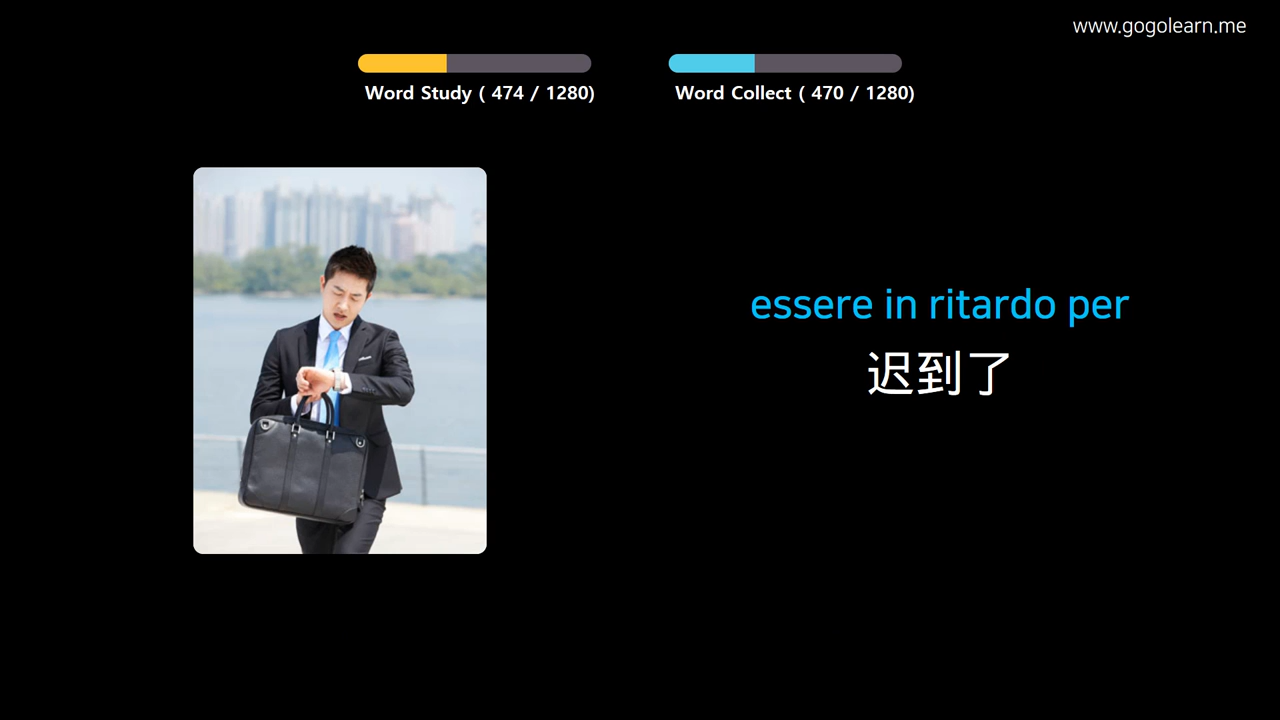 www.gogolearn.me
Word Study ( 474 / 1280)
Word Collect ( 470 / 1280)
essere in ritardo per
迟到了